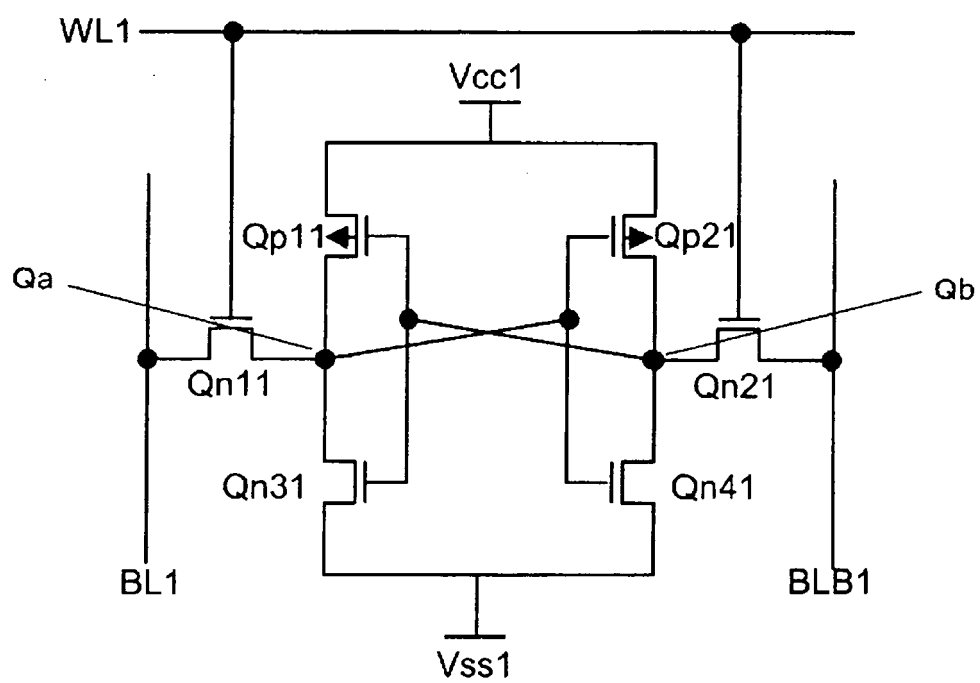 WL1
Vcc1
Qp11
Qp21
Qa
Qb
Qn11
Qn21
Qn31
Qn41
BL1
BLB1
Vss1